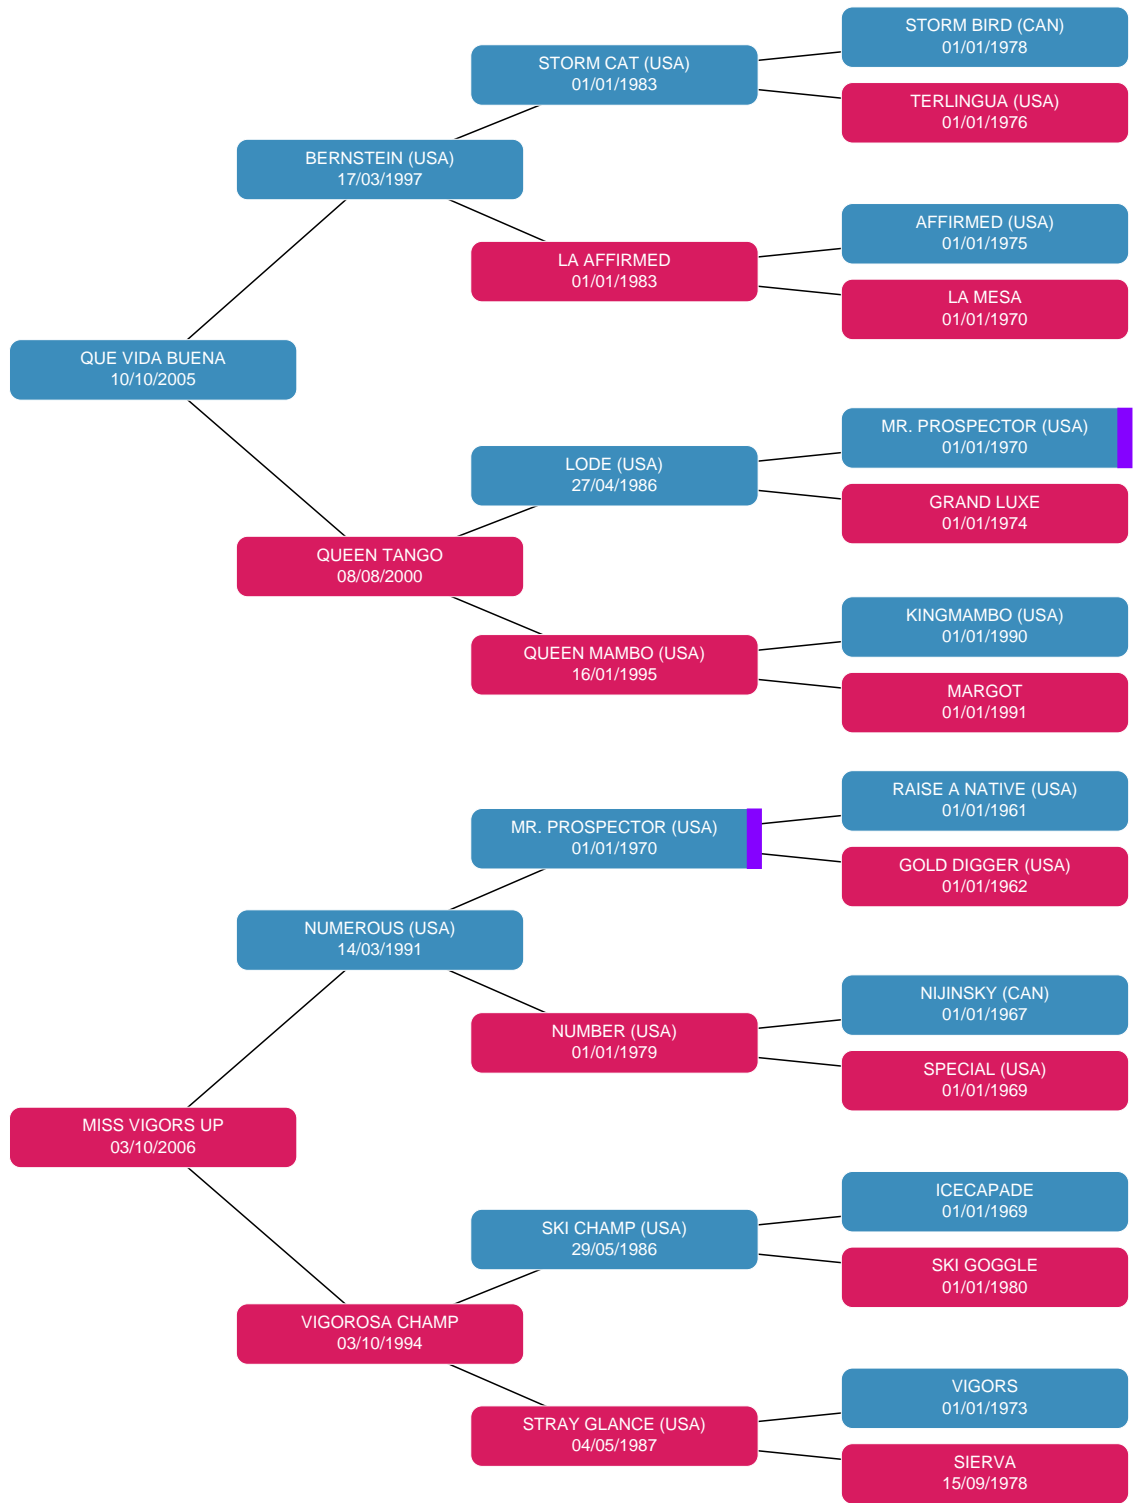 STORM BIRD (CAN)
01/01/1978
STORM CAT (USA)
01/01/1983
TERLINGUA (USA)
01/01/1976
BERNSTEIN (USA)
17/03/1997
AFFIRMED (USA)
01/01/1975
LA AFFIRMED
01/01/1983
LA MESA
01/01/1970
QUE VIDA BUENA
10/10/2005
MR. PROSPECTOR (USA)
01/01/1970
LODE (USA)
27/04/1986
GRAND LUXE
01/01/1974
QUEEN TANGO
08/08/2000
KINGMAMBO (USA)
01/01/1990
QUEEN MAMBO (USA)
16/01/1995
MARGOT
01/01/1991
RAISE A NATIVE (USA)
01/01/1961
MR. PROSPECTOR (USA)
01/01/1970
GOLD DIGGER (USA)
01/01/1962
NUMEROUS (USA)
14/03/1991
NIJINSKY (CAN)
01/01/1967
NUMBER (USA)
01/01/1979
SPECIAL (USA)
01/01/1969
MISS VIGORS UP
03/10/2006
ICECAPADE
01/01/1969
SKI CHAMP (USA)
29/05/1986
SKI GOGGLE
01/01/1980
VIGOROSA CHAMP
03/10/1994
VIGORS
01/01/1973
STRAY GLANCE (USA)
04/05/1987
SIERVA
15/09/1978